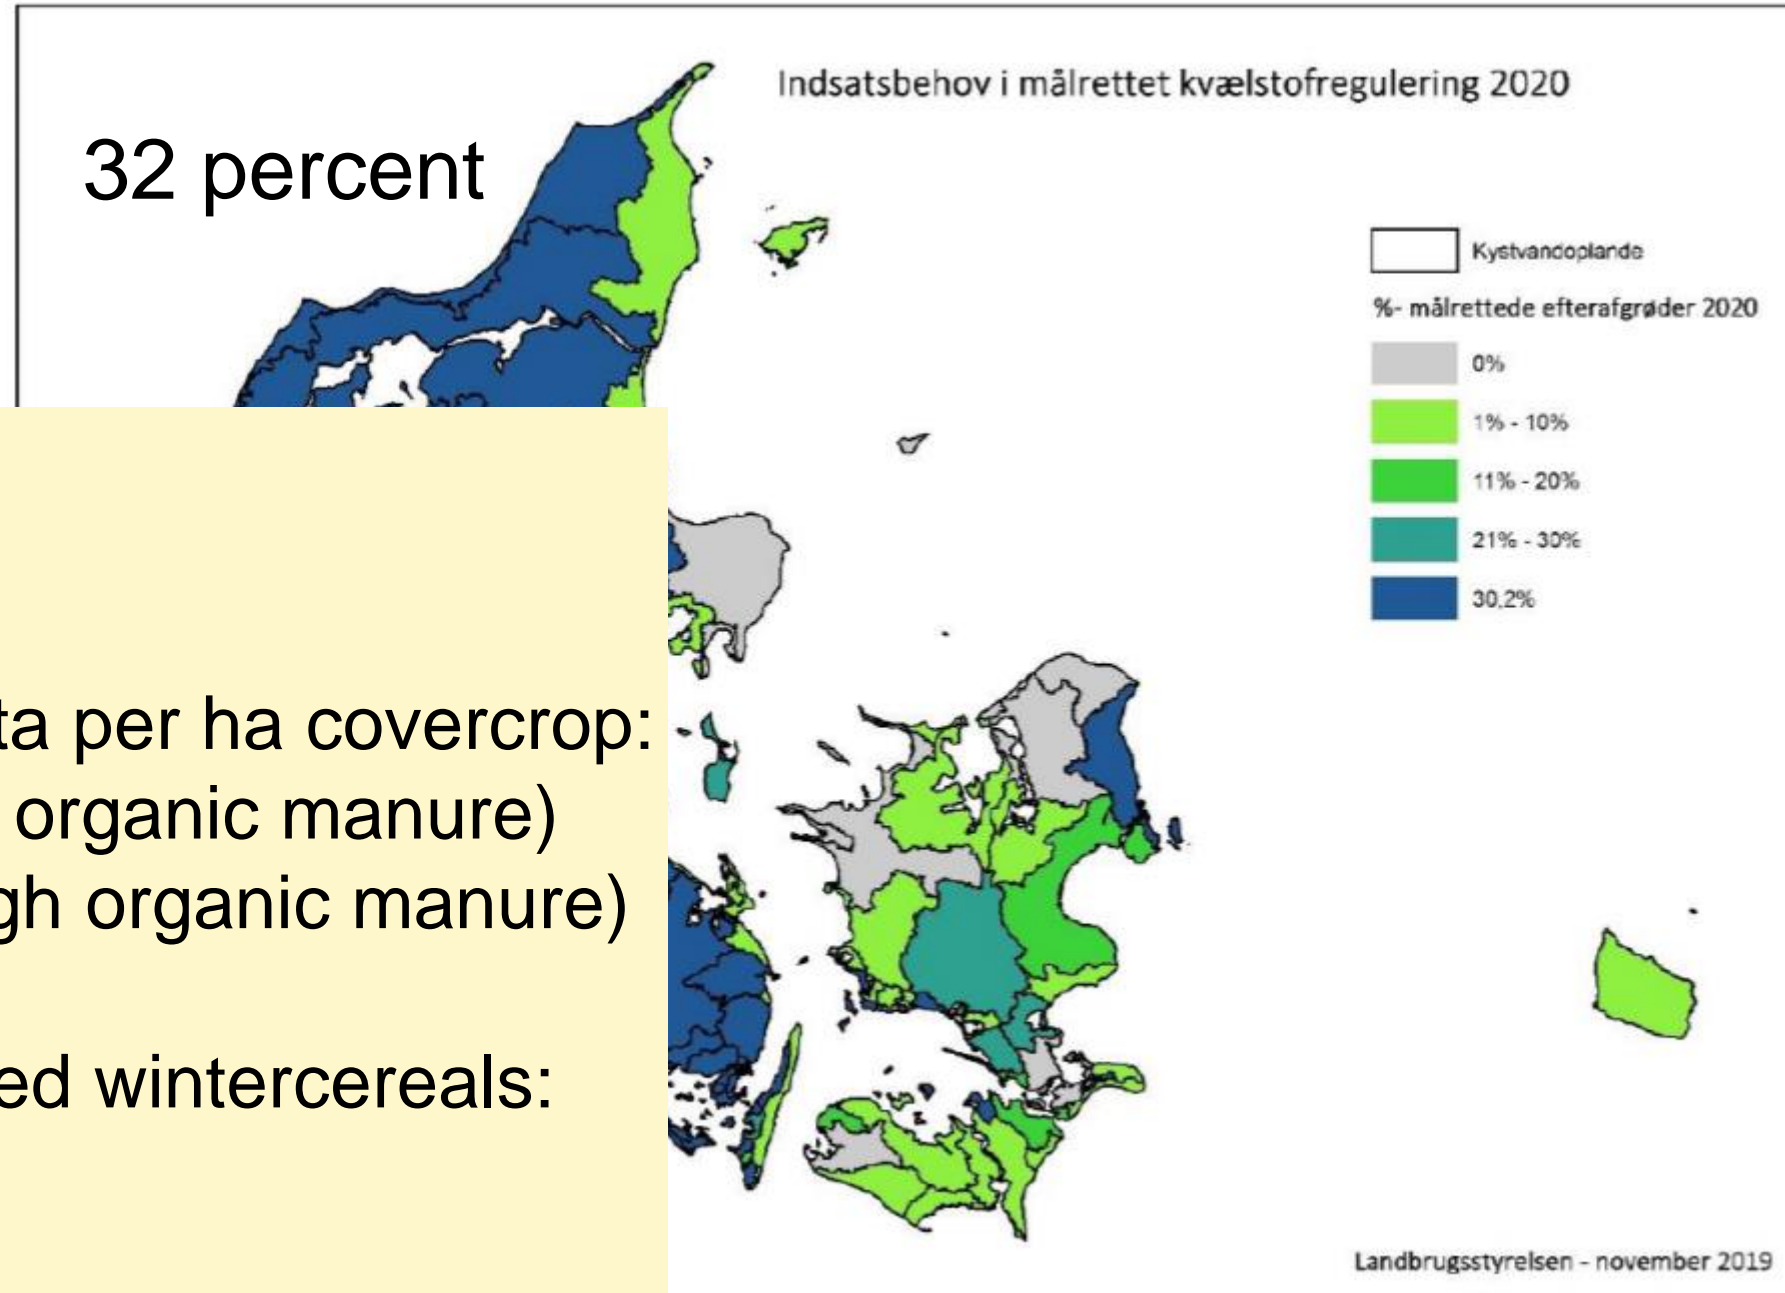 Indsatsbehov i målrettet kvælstofregulering 2020
32 percent
Kystvandoplande
%- målrettede efterafgrøder 2020
0%
1% - 10%
11% - 20%
21% - 30%
30,2%
ta per ha covercrop:
organic manure)
gh organic manure)
ed wintercereals:
Landbrugsstyrelsen - november 2019